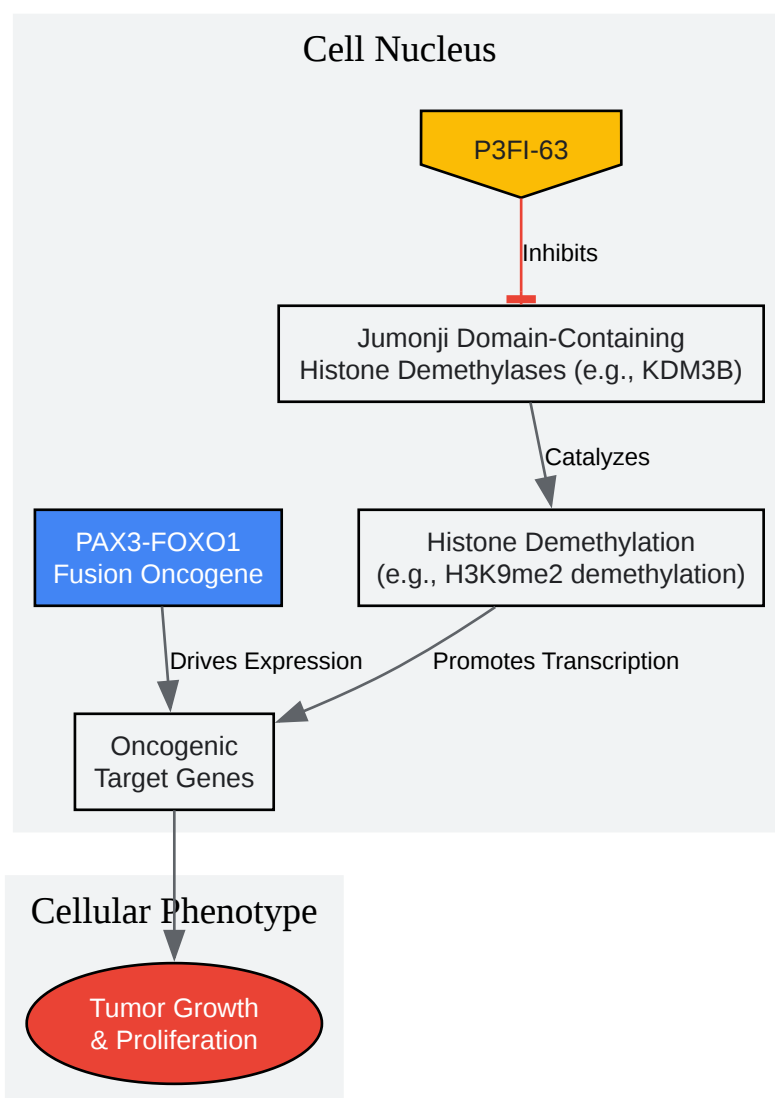 Cell Nucleus
P3FI-63
Inhibits
Jumonji Domain-Containing
Histone Demethylases (e.g., KDM3B)
Catalyzes
PAX3-FOXO1
Fusion Oncogene
Histone Demethylation
(e.g., H3K9me2 demethylation)
Drives Expression
Promotes Transcription
Oncogenic
Target Genes
Cellular Phenotype
Tumor Growth
& Proliferation